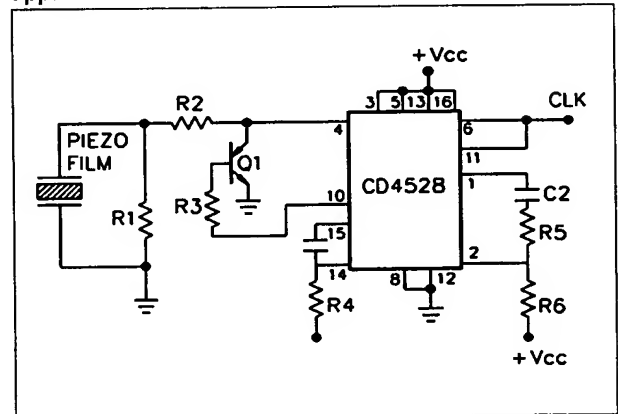 +Vcc
3 5 13 16
CLK
R2
4
6
PIEZO
FILM
Q1
11
CD4528
1
C2
R3
10
R1
15
R5
14
2
8
12
R4
R6
+Vcc